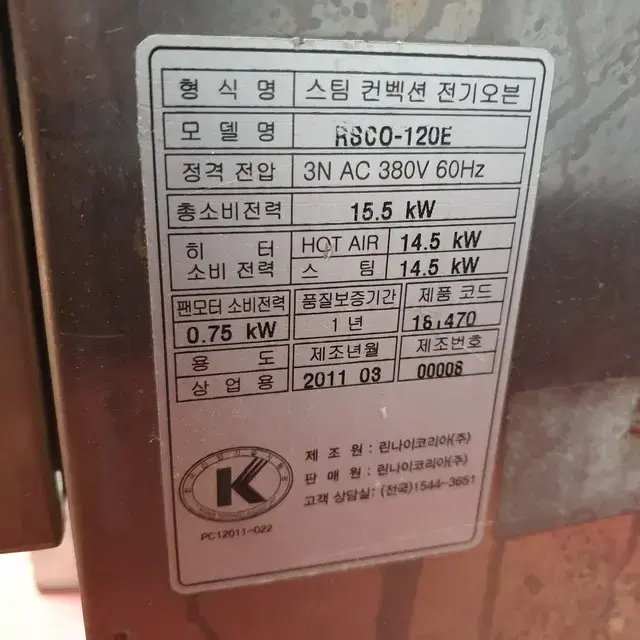 형 식 명 스팀 컨벡션 전기오븐
모 델 명 RSCO-120E
정격 전압 3N AC 380V 60Hz
총소비전력 15.5 kW
히 터 소비 전력 HOT AIR 14.5 kW
스 팀 14.5 kW
팬모터 소비전력 품질보증기간 제품 코드
0.75 kW 1 년 181470
용 도 제조년월 제조번호
상 업 용 2011 03 00008
제 조 원 : 린나이코리아(주)
판 매 원 : 린나이코리아(주)
고객 상담실: (전국)1544-3651
K
PC12011-022